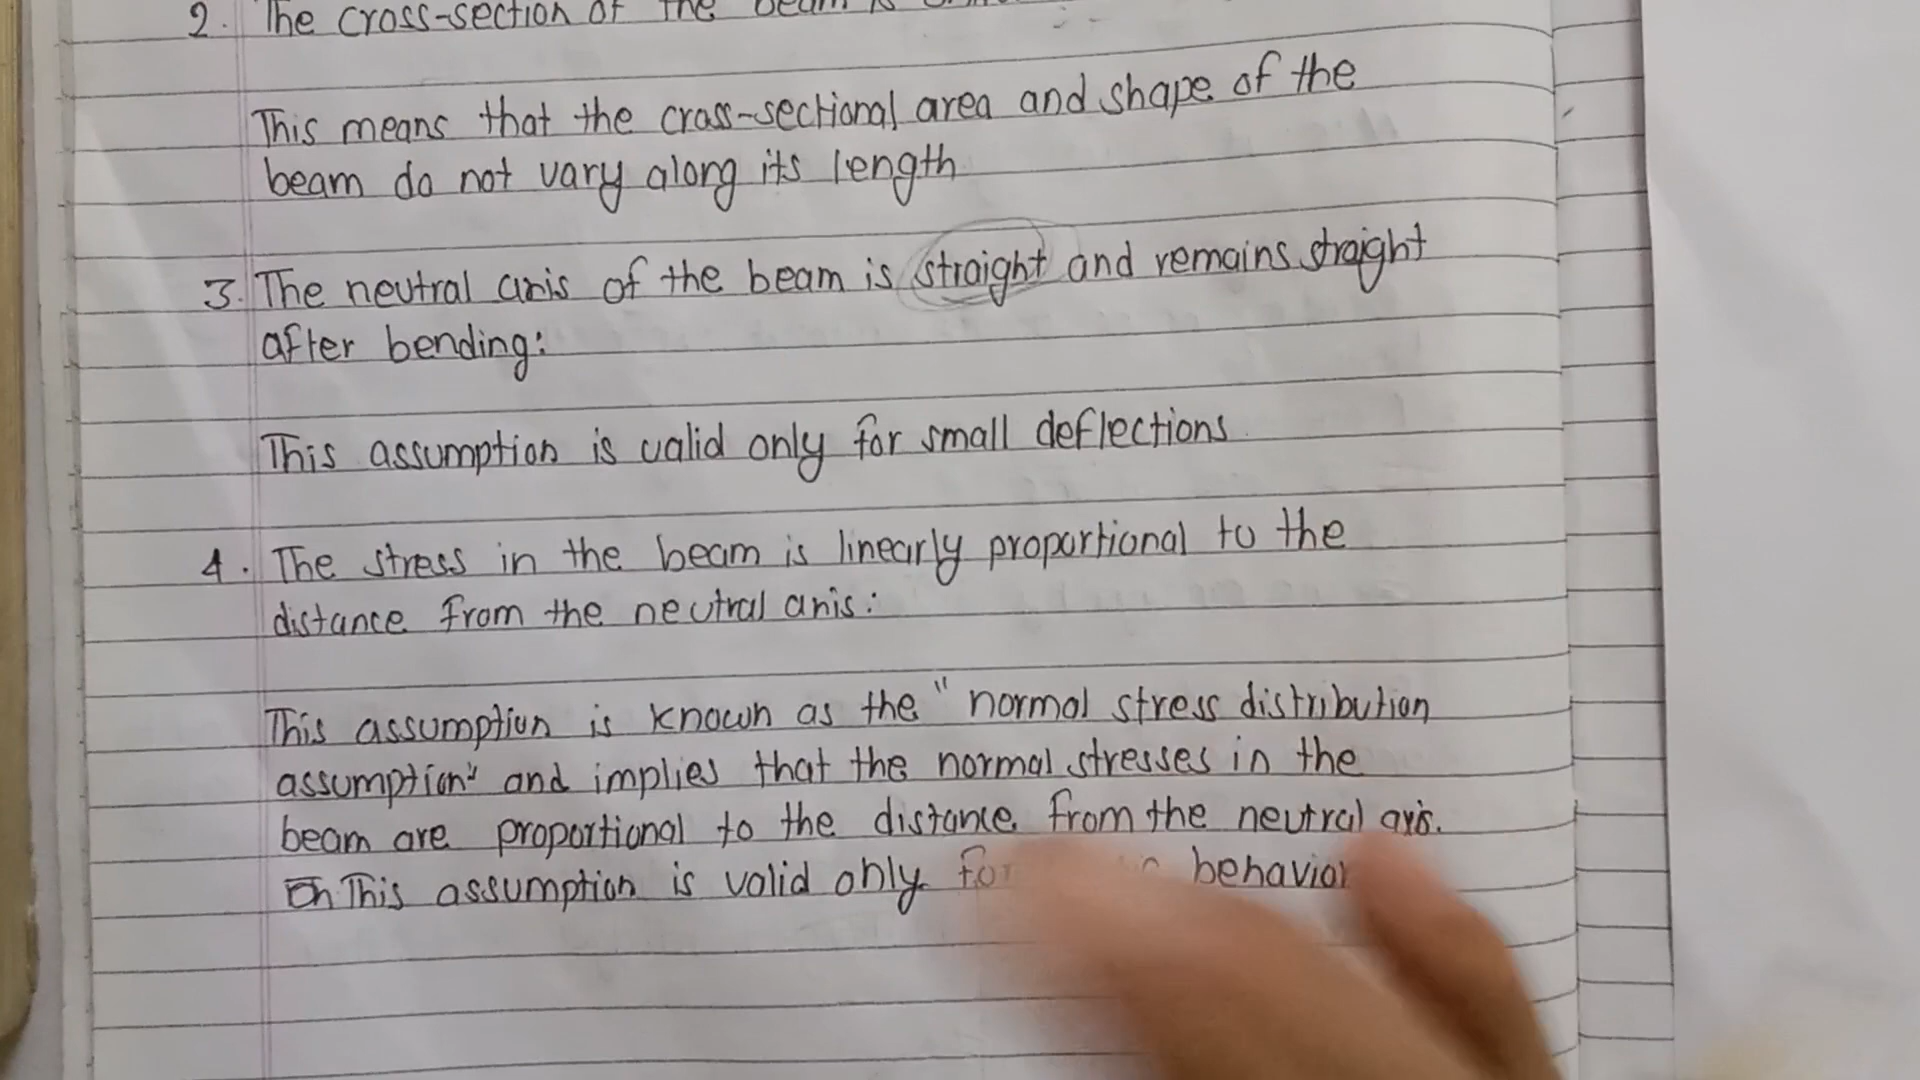 2. The cross-section of the beam is
This means that the cross-sectional area and shape of the
beam do not vary along its length
3. The neutral axis of the beam is straight and remains straight
after bending:
This assumption is valid only for small deflections
4. The stress in the beam is linearly proportional to the
distance from the neutral axis:
This assumption is known as the "normal stress distribution
assumption" and implies that the normal stresses in the
beam are proportional to the distance from the neutral axis.
This assumption is valid only for behavior